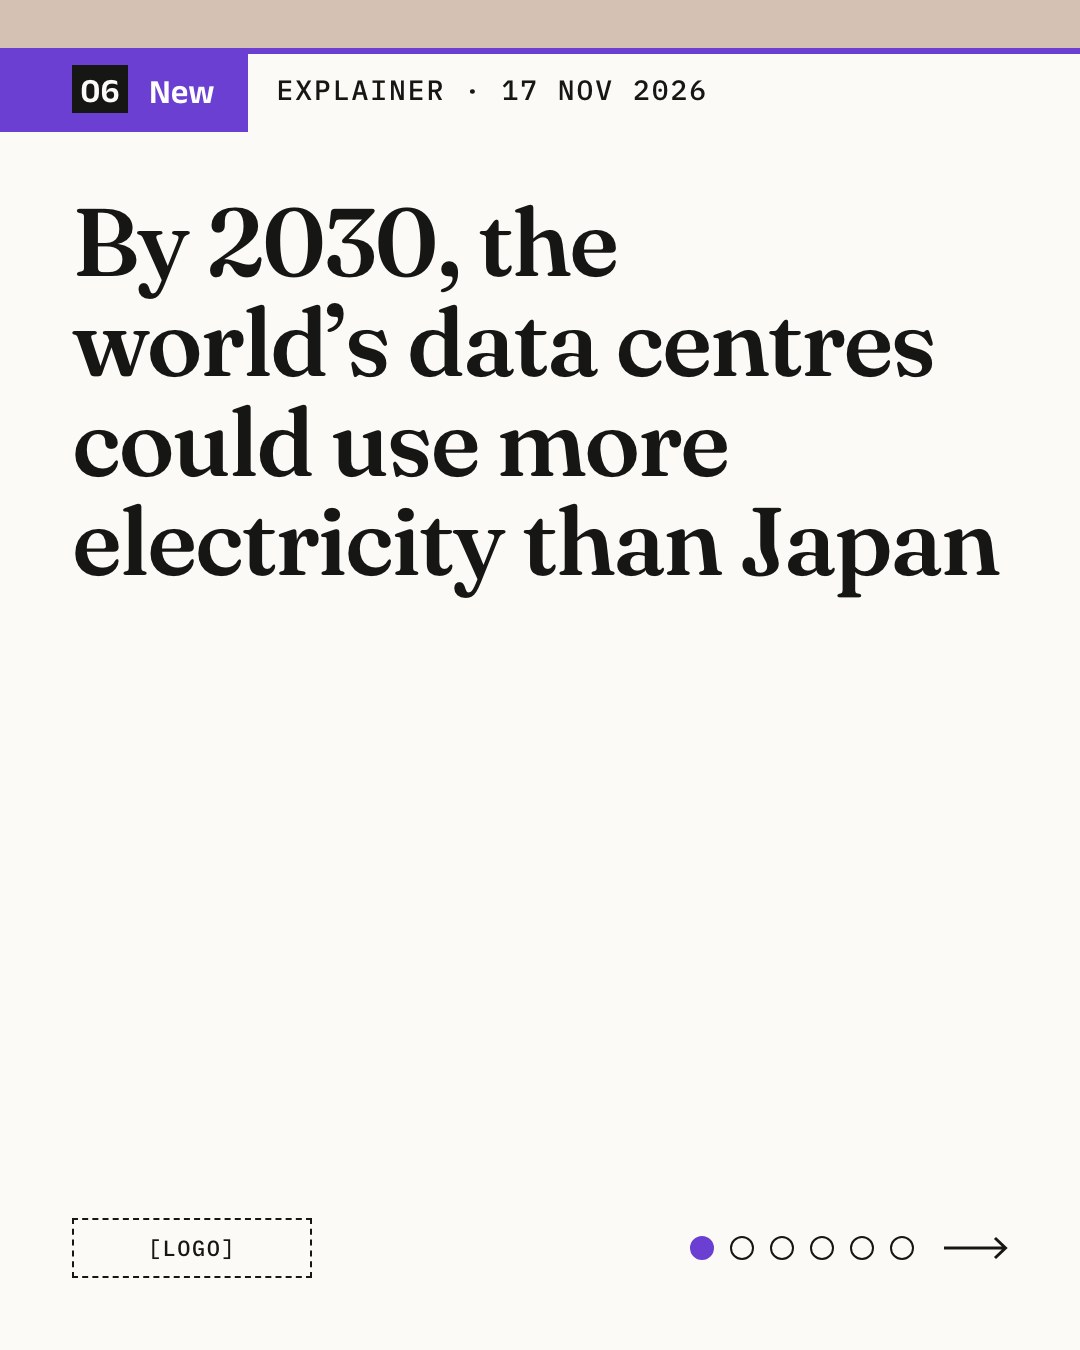 06 New EXPLAINER · 17 NOV 2026
By 2030, the
world’s data centres
could use more
electricity than Japan
[LOGO]